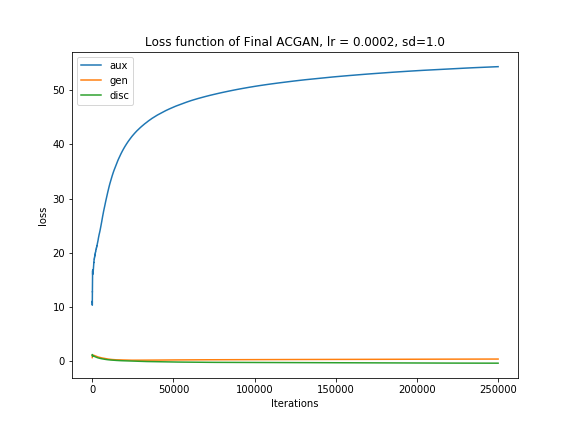 Loss function of Final ACGAN, lr = 0.0002, sd=1.0
aux
gen
disc
loss
50
40
30
20
10
0
0 50000 100000 150000 200000 250000
Iterations